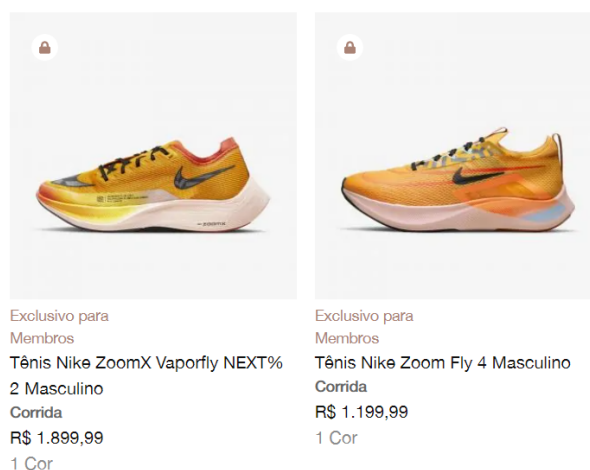 Exclusivo para
Membros
Tênis Nike ZoomX Vaporfly NEXT%
2 Masculino
Corrida
R$ 1.899,99
1 Cor
Exclusivo para
Membros
Tênis Nike Zoom Fly 4 Masculino
Corrida
R$ 1.199,99
1 Cor